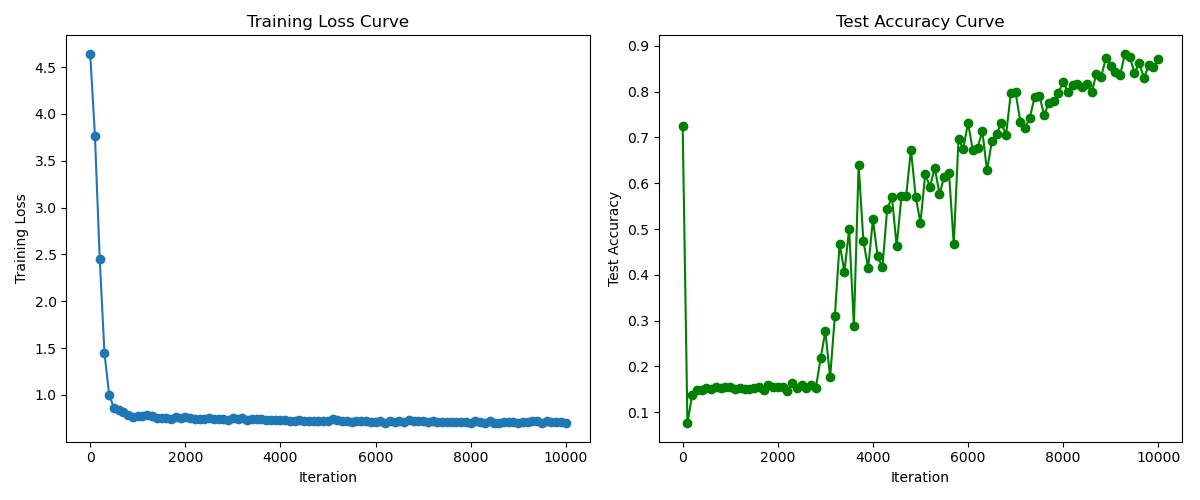 Training Loss Curve
Training Loss
4.5
4.0
3.5
3.0
2.5
2.0
1.5
1.0
0 2000 4000 6000 8000 10000
Iteration
Test Accuracy Curve
Test Accuracy
0.9
0.8
0.7
0.6
0.5
0.4
0.3
0.2
0.1
0 2000 4000 6000 8000 10000
Iteration